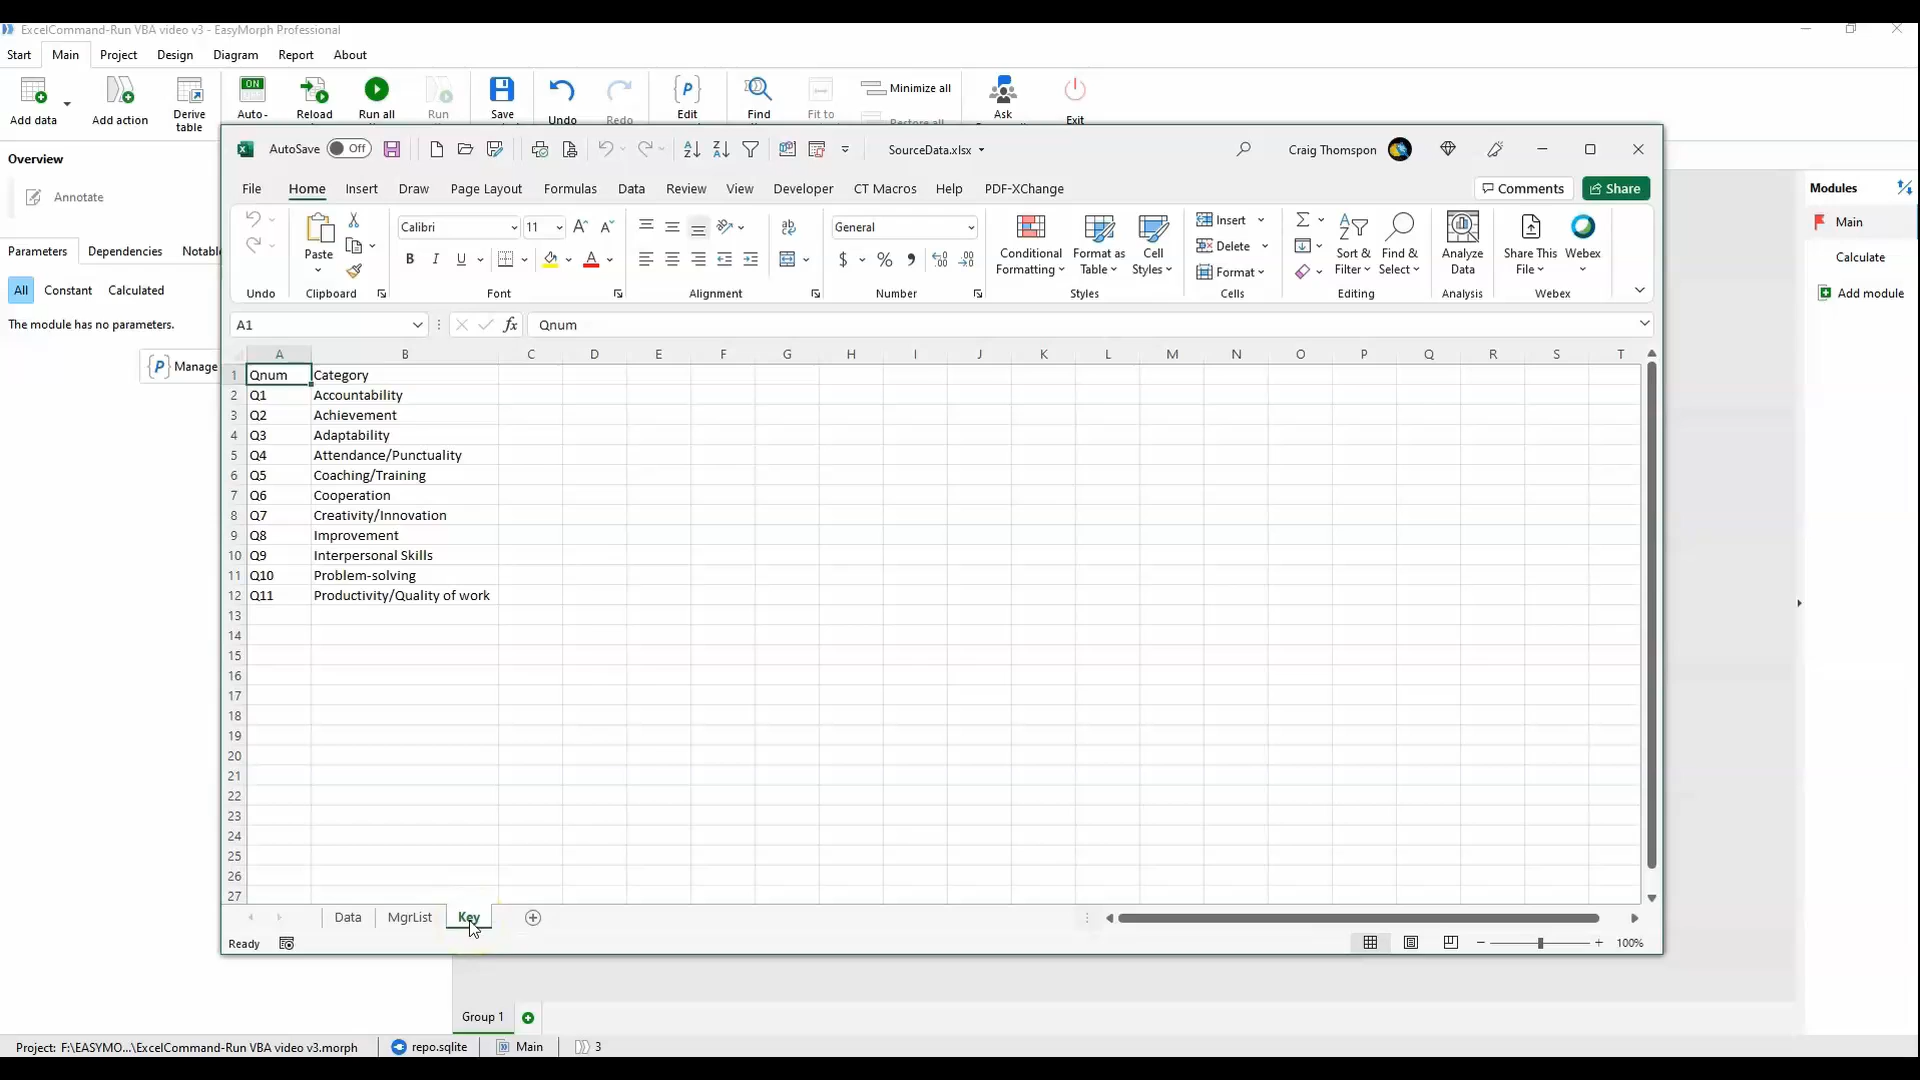 ExcelCommand-Run VBA video v3 - EasyMorph Professional
Start Main Project Design Diagram Report About
Add data Add action Derive table Auto- Reload Run all Run Save Undo Redo Edit Find Fit to Minimize all Ask Exit
Overview
Annotate
Parameters Dependencies Notable
All Constant Calculated
The module has no parameters.
Manage
AutoSave Off SourceData.xlsx Craig Thomspon
File Home Insert Draw Page Layout Formulas Data Review View Developer CT Macros Help PDF-XChange Comments Share
Paste Calibri 11 B I U General $ % Conditional Formatting Format as Table Cell Styles Insert Delete Format Sort & Filter Find & Select Analyze Data Share This File Webex
Undo Clipboard Font Alignment Number Styles Cells Editing Analysis Webex
A1 fx Qnum
A B C D E F G H I J K L M N O P Q R S T
1 Qnum Category
2 Q1 Accountability
3 Q2 Achievement
4 Q3 Adaptability
5 Q4 Attendance/Punctuality
6 Q5 Coaching/Training
7 Q6 Cooperation
8 Q7 Creativity/Innovation
9 Q8 Improvement
10 Q9 Interpersonal Skills
11 Q10 Problem-solving
12 Q11 Productivity/Quality of work
13
14
15
16
17
18
19
20
21
22
23
24
25
26
27
Data MgrList Key
Ready 100%
Modules
Main
Calculate
Add module
Group 1
Project: F:\EASYMO...\ExcelCommand-Run VBA video v3.morph repo.sqlite Main 3